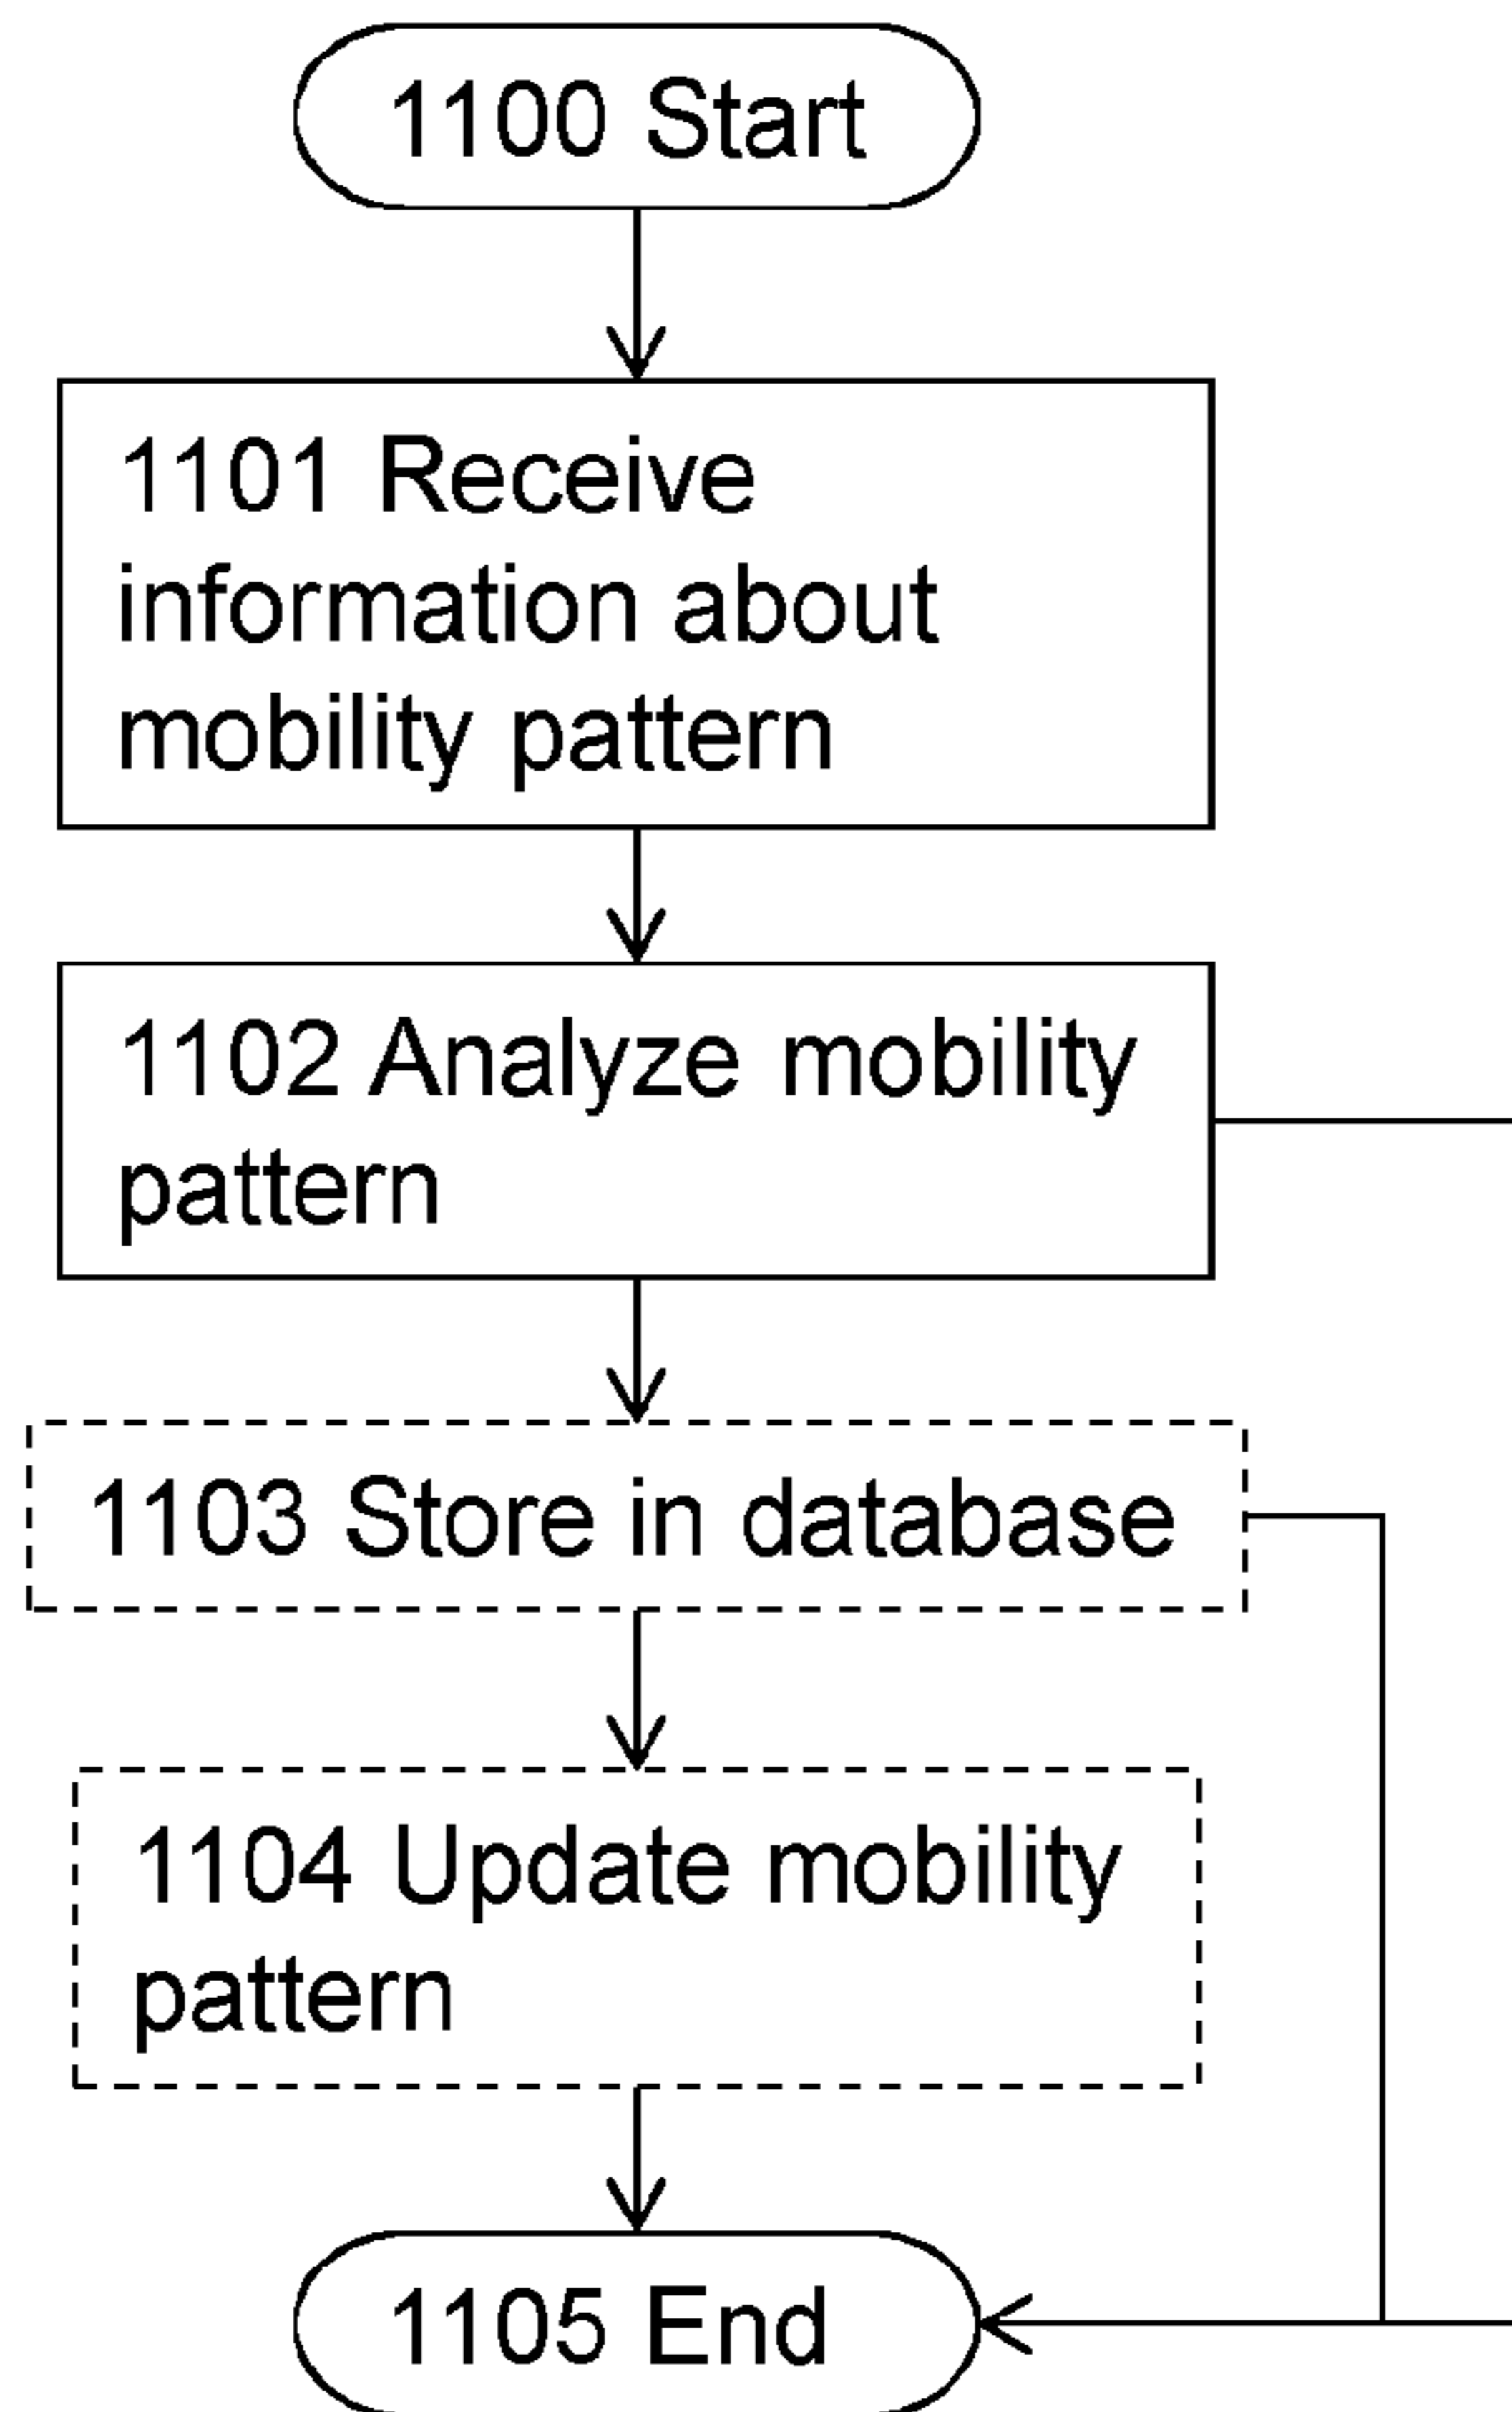 1100 Start
1101 Receive
information about
mobility pattern
1102 Analyze mobility
pattern
1103 Store in database
1104 Update mobility
pattern
1105 End